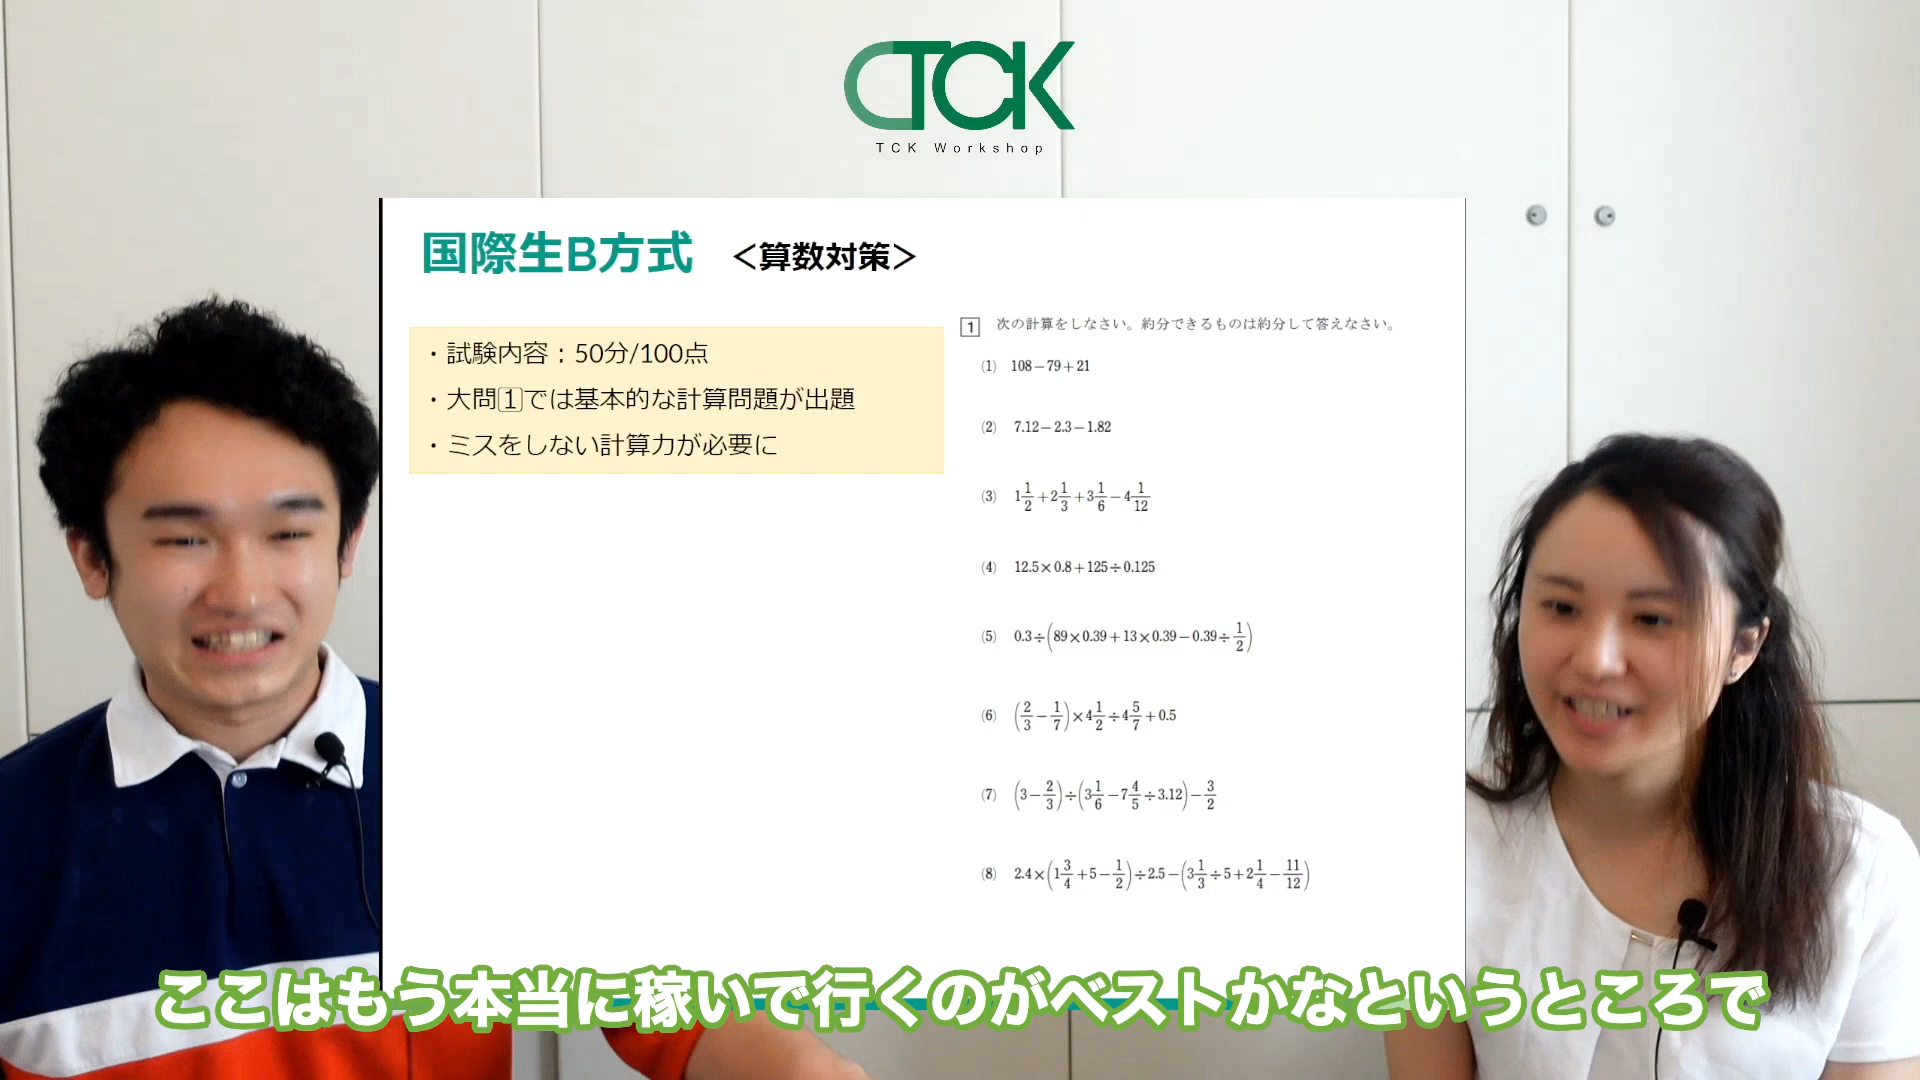 TCK
TCK Workshop
国際生B方式 <算数対策>
・試験内容：50分/100点
・大問1では基本的な計算問題が出題
・ミスをしない計算力が必要に
1 次の計算をしなさい。約分できるものは約分して答えなさい。
(1) 108−79+21
(2) 7.12−2.3−1.82
(3) 1 1/2 + 2 1/3 + 3 1/6 − 4 1/12
(4) 12.5×0.8+125÷0.125
(5) 0.3÷(89×0.39+13×0.39−0.39÷1/2)
(6) (2/3 − 1/7)×4 1/2÷4 5/7+0.5
(7) (3−2/3)÷(3 1/6−7 4/5÷3.12)−3/2
(8) 2.4×(1 3/4+5−1/2)÷2.5−(3 1/3÷5+2 1/4−11/12)
ここはもう本当に稼いで行くのがベストかなというところで